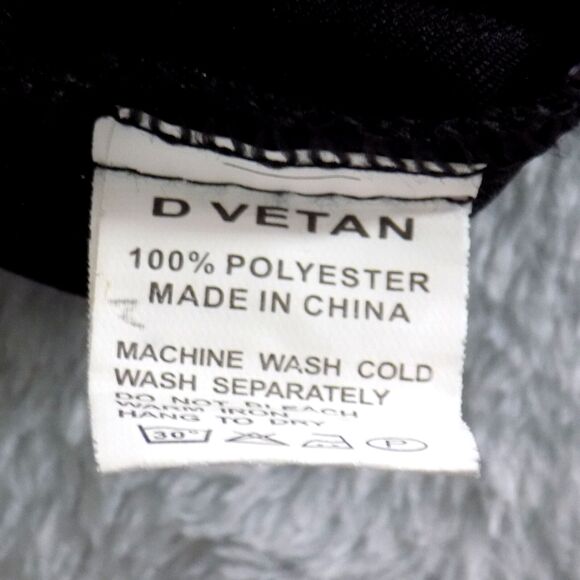 D VETAN
100% POLYESTER
MADE IN CHINA
MACHINE WASH COLD
WASH SEPARATELY
DO NOT BLEACH
WARM IRON
HANG TO DRY
30° P